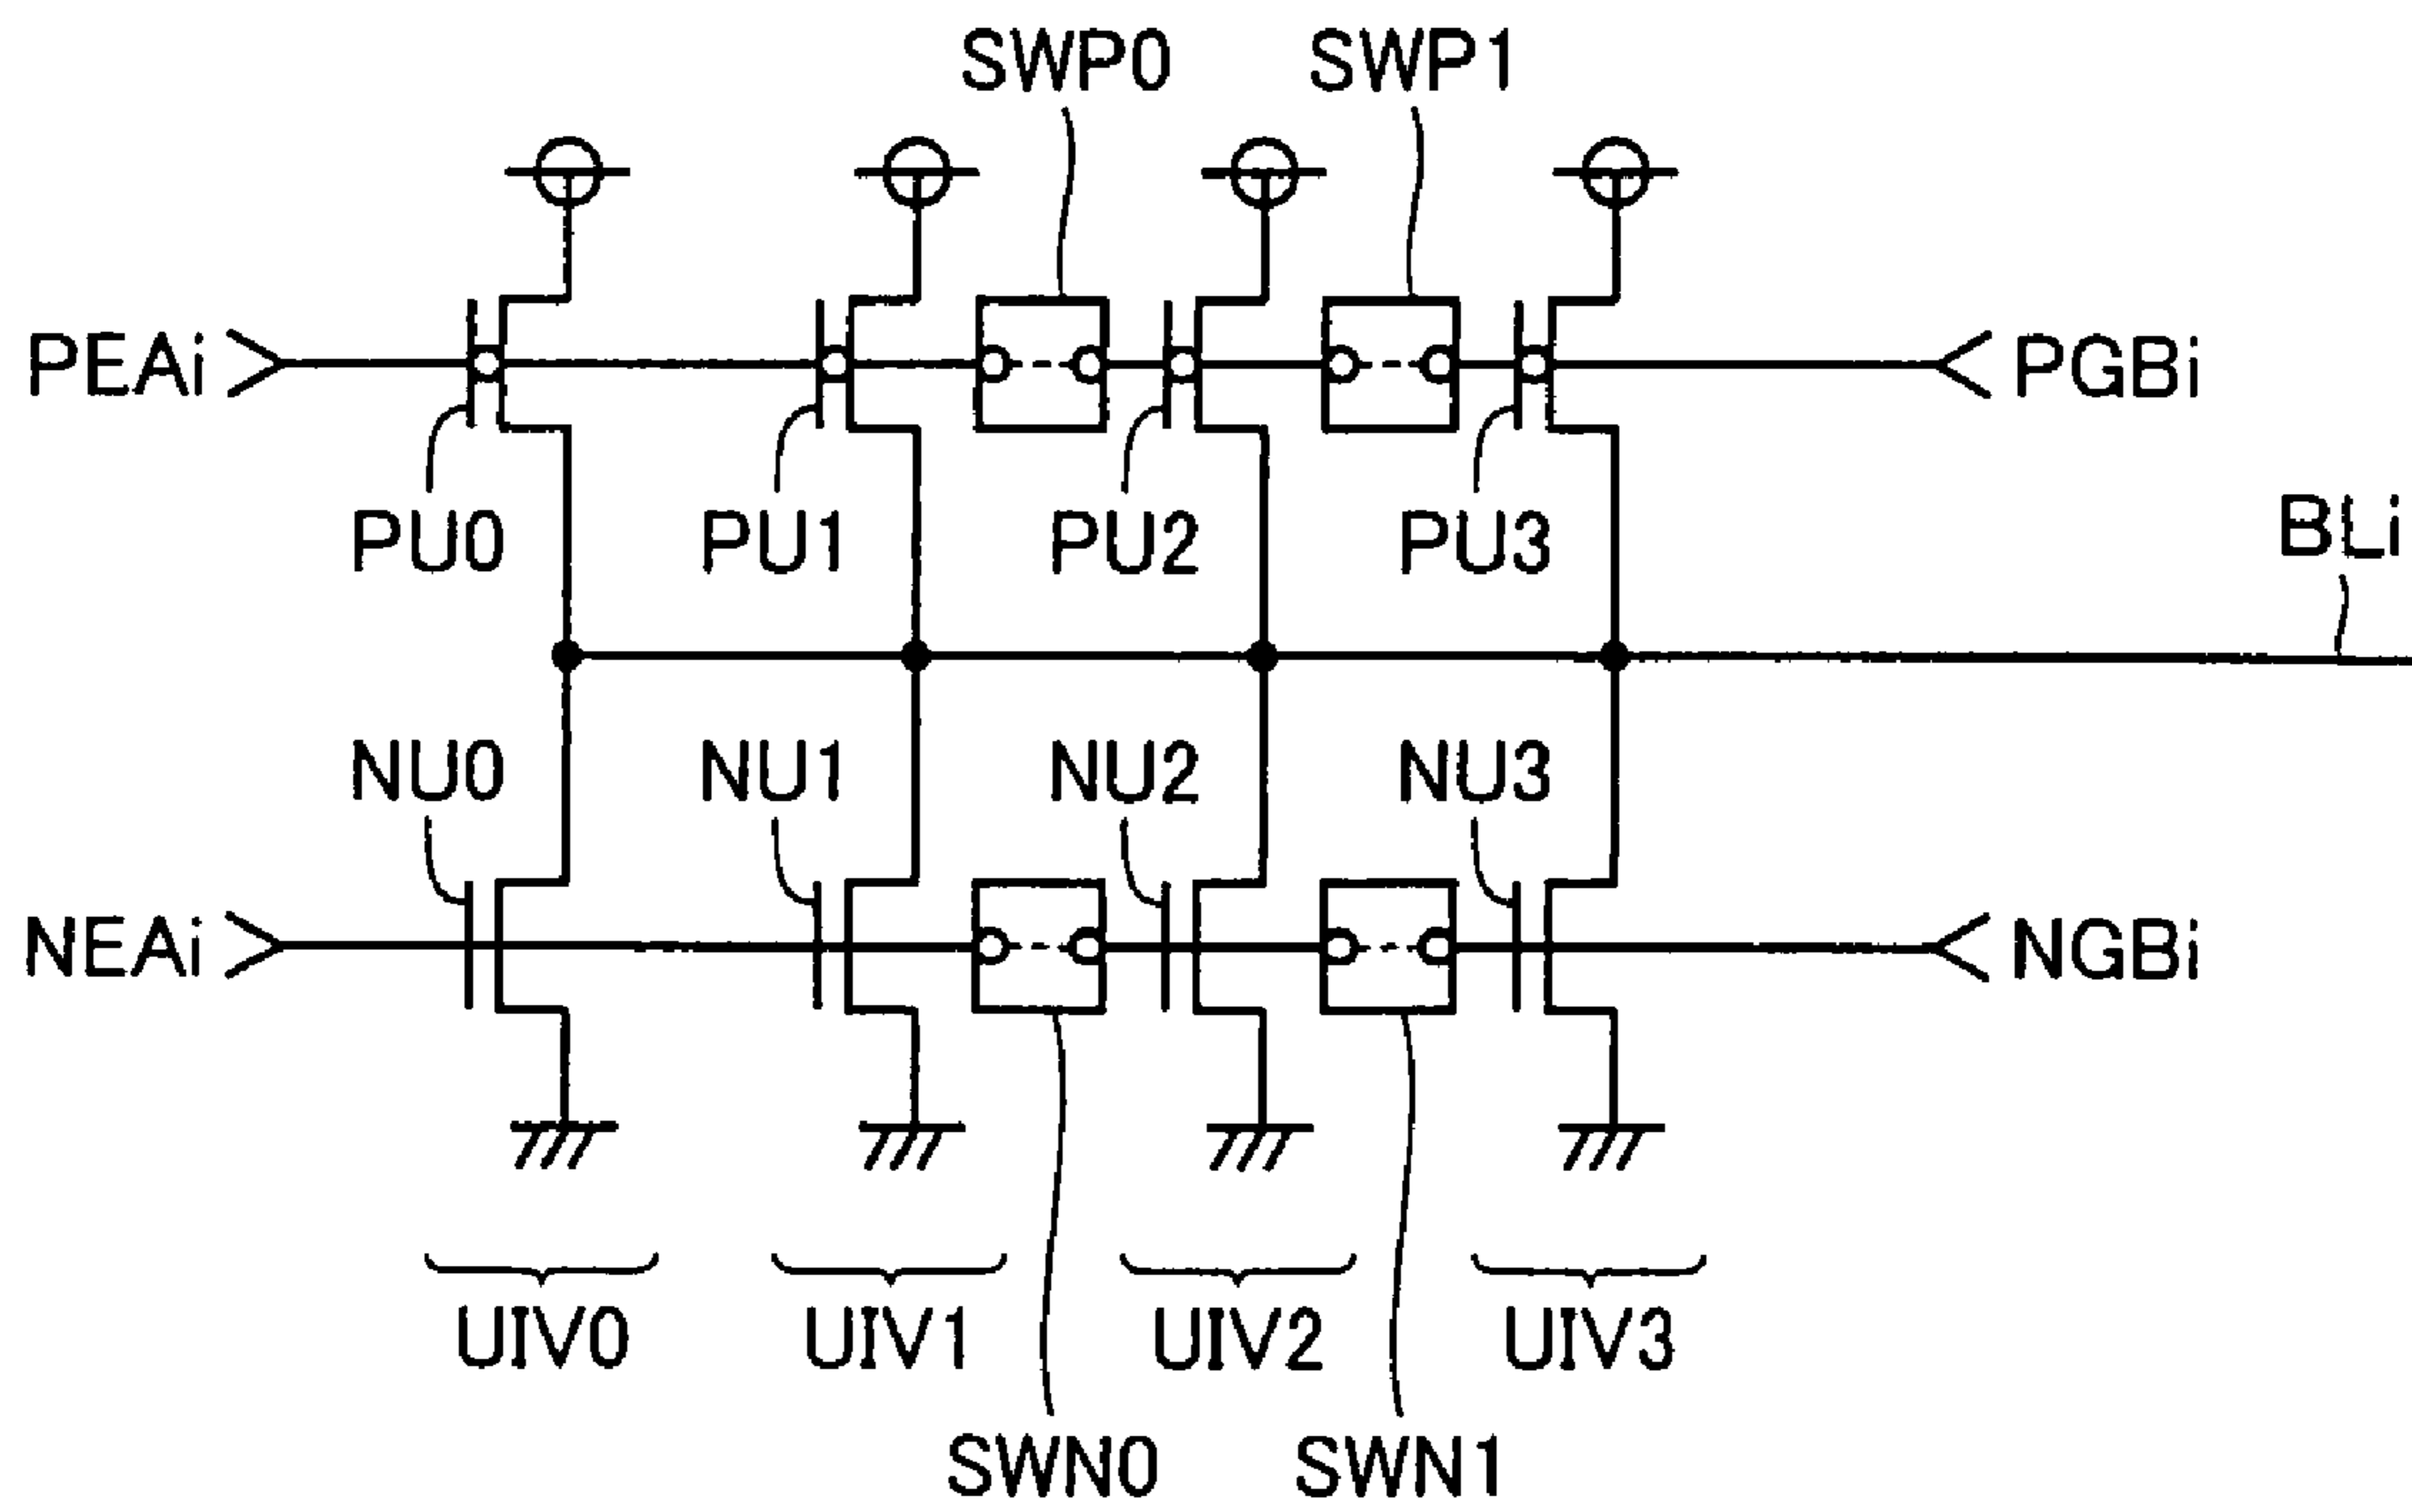 SWP0 SWP1
PEAi PGBi
PU0 PU1 PU2 PU3
BLi
NU0 NU1 NU2 NU3
NEAi NGBi
UIV0 UIV1 UIV2 UIV3
SWN0 SWN1